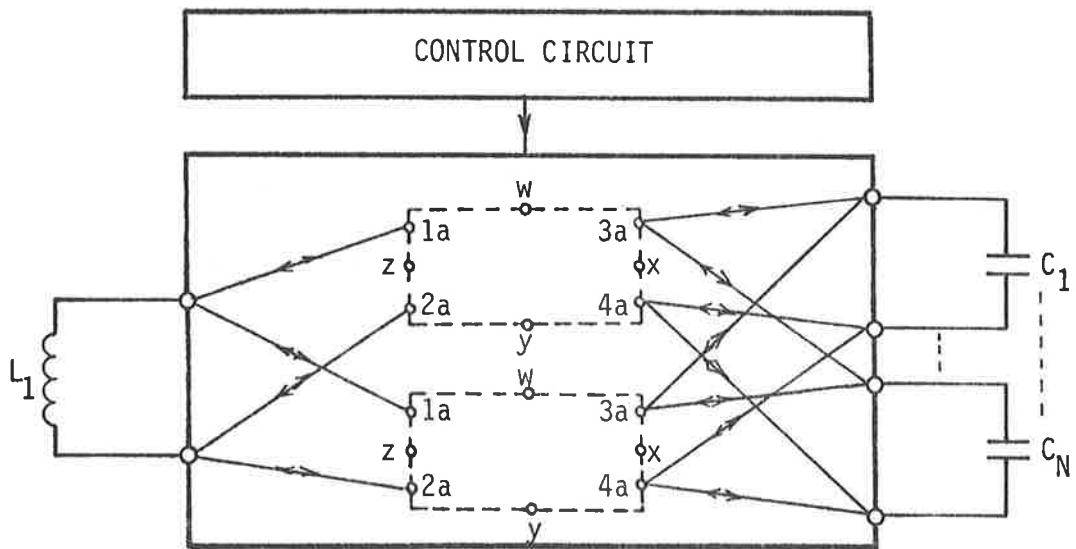 CONTROL CIRCUIT
w
1a
3a
z
x
C1
2a
4a
y
L1
w
1a
3a
z
x
CN
2a
4a
y